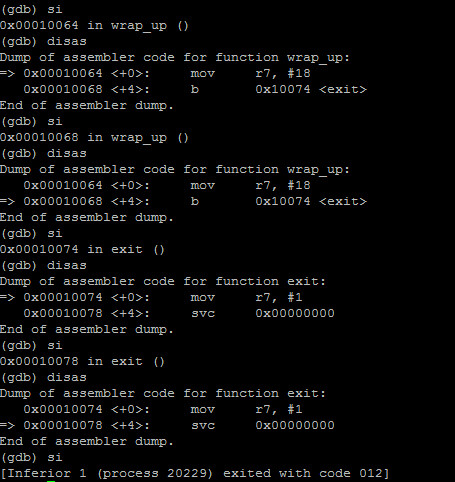 (gdb) si
0x00010064 in wrap_up ()
(gdb) disas
Dump of assembler code for function wrap_up:
=> 0x00010064 <+0>:     mov     r7, #18
   0x00010068 <+4>:     b       0x10074 <exit>
End of assembler dump.
(gdb) si
0x00010068 in wrap_up ()
(gdb) disas
Dump of assembler code for function wrap_up:
   0x00010064 <+0>:     mov     r7, #18
=> 0x00010068 <+4>:     b       0x10074 <exit>
End of assembler dump.
(gdb) si
0x00010074 in exit ()
(gdb) disas
Dump of assembler code for function exit:
=> 0x00010074 <+0>:     mov     r7, #1
   0x00010078 <+4>:     svc     0x00000000
End of assembler dump.
(gdb) si
0x00010078 in exit ()
(gdb) disas
Dump of assembler code for function exit:
   0x00010074 <+0>:     mov     r7, #1
=> 0x00010078 <+4>:     svc     0x00000000
End of assembler dump.
(gdb) si
[Inferior 1 (process 20229) exited with code 012]